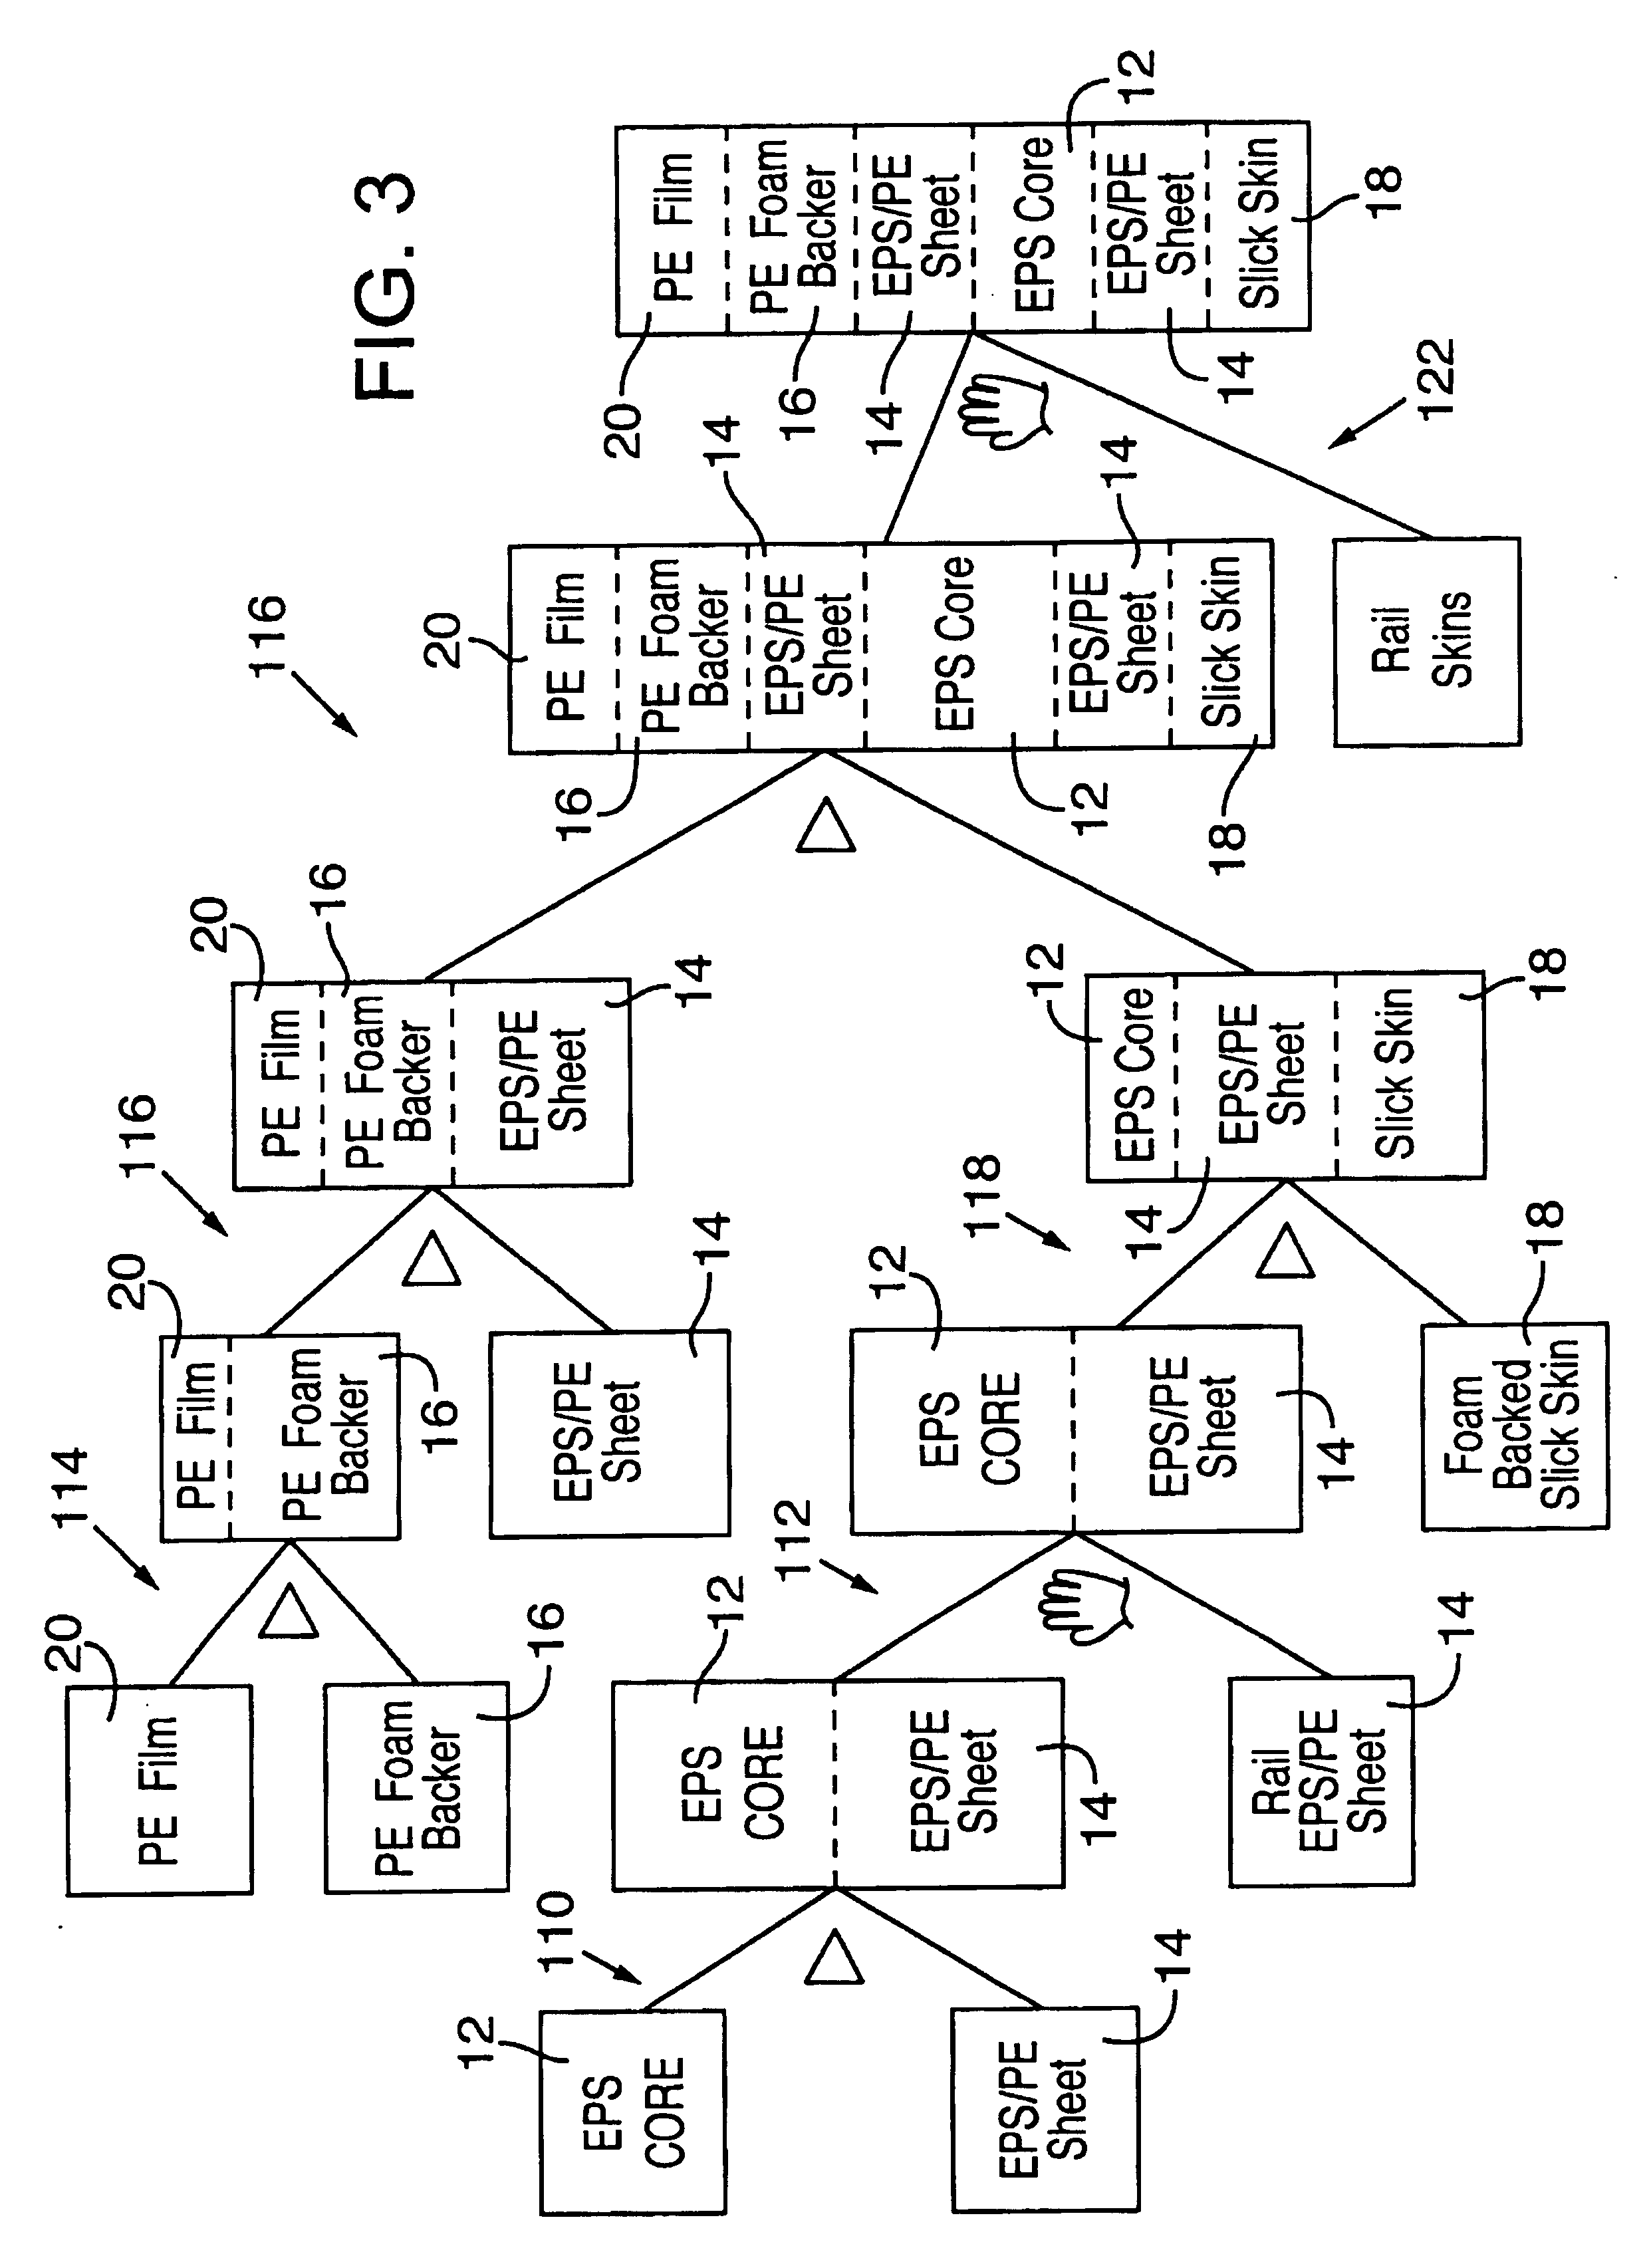 FIG. 3
114
20
PE Film
PE Foam
Backer
16
20
PE Film
PE Foam
Backer
16
116
EPS/PE
Sheet
14
20
16
PE Film
PE Foam
Backer
EPS/PE
Sheet
14
110
12
EPS
CORE
EPS/PE
Sheet
14
112
12
EPS
CORE
EPS/PE
Sheet
14
Rail
EPS/PE
Sheet
14
118
12
EPS
CORE
EPS/PE
Sheet
14
Foam
Backed
Slick Skin
18
12
EPS Core
14
EPS/PE
Sheet
Slick Skin
18
116
20
PE Film
16
PE Foam
Backer
14
EPS/PE
Sheet
EPS Core
12
14
EPS/PE
Sheet
Slick Skin
18
122
Rail
Skins
20
PE Film
16
PE Foam
Backer
14
EPS/PE
Sheet
EPS Core
12
14
EPS/PE
Sheet
Slick Skin
18